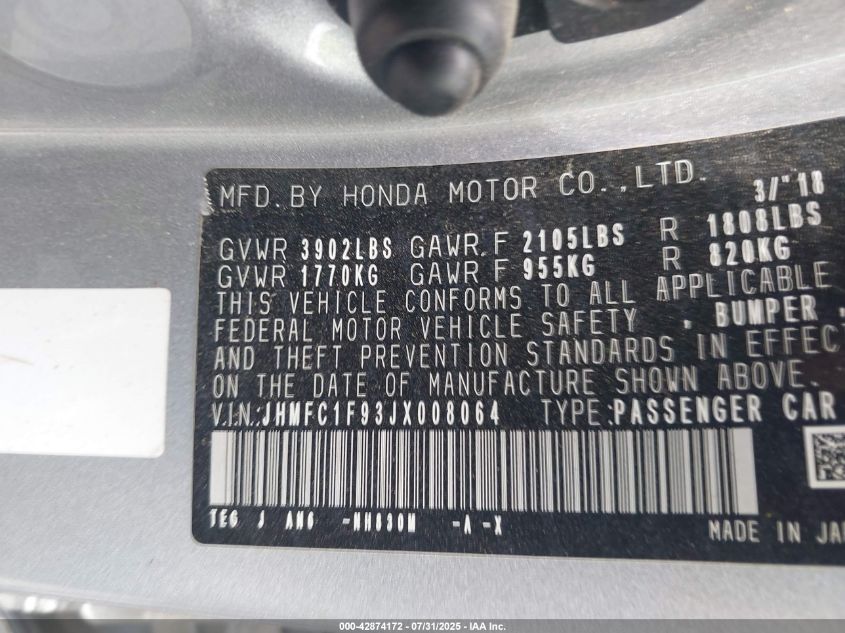 MFD. BY HONDA MOTOR CO., LTD. 3/"18
GVWR 3902LBS GAWR F 2105LBS R 1808LBS
GVWR 1770KG GAWR F 955KG R 820KG
THIS VEHICLE CONFORMS TO ALL APPLICABLE
FEDERAL MOTOR VEHICLE SAFETY , BUMPER ,
AND THEFT PREVENTION STANDARDS IN EFFEC
ON THE DATE OF MANUFACTURE SHOWN ABOVE.
V.I.N.: JHMFC1F93JX008064 TYPE: PASSENGER CAR
TEG J AN6 -NH830M -A -X
MADE IN JAP
000-42874172 | 07/31/2025 - IAA Inc.